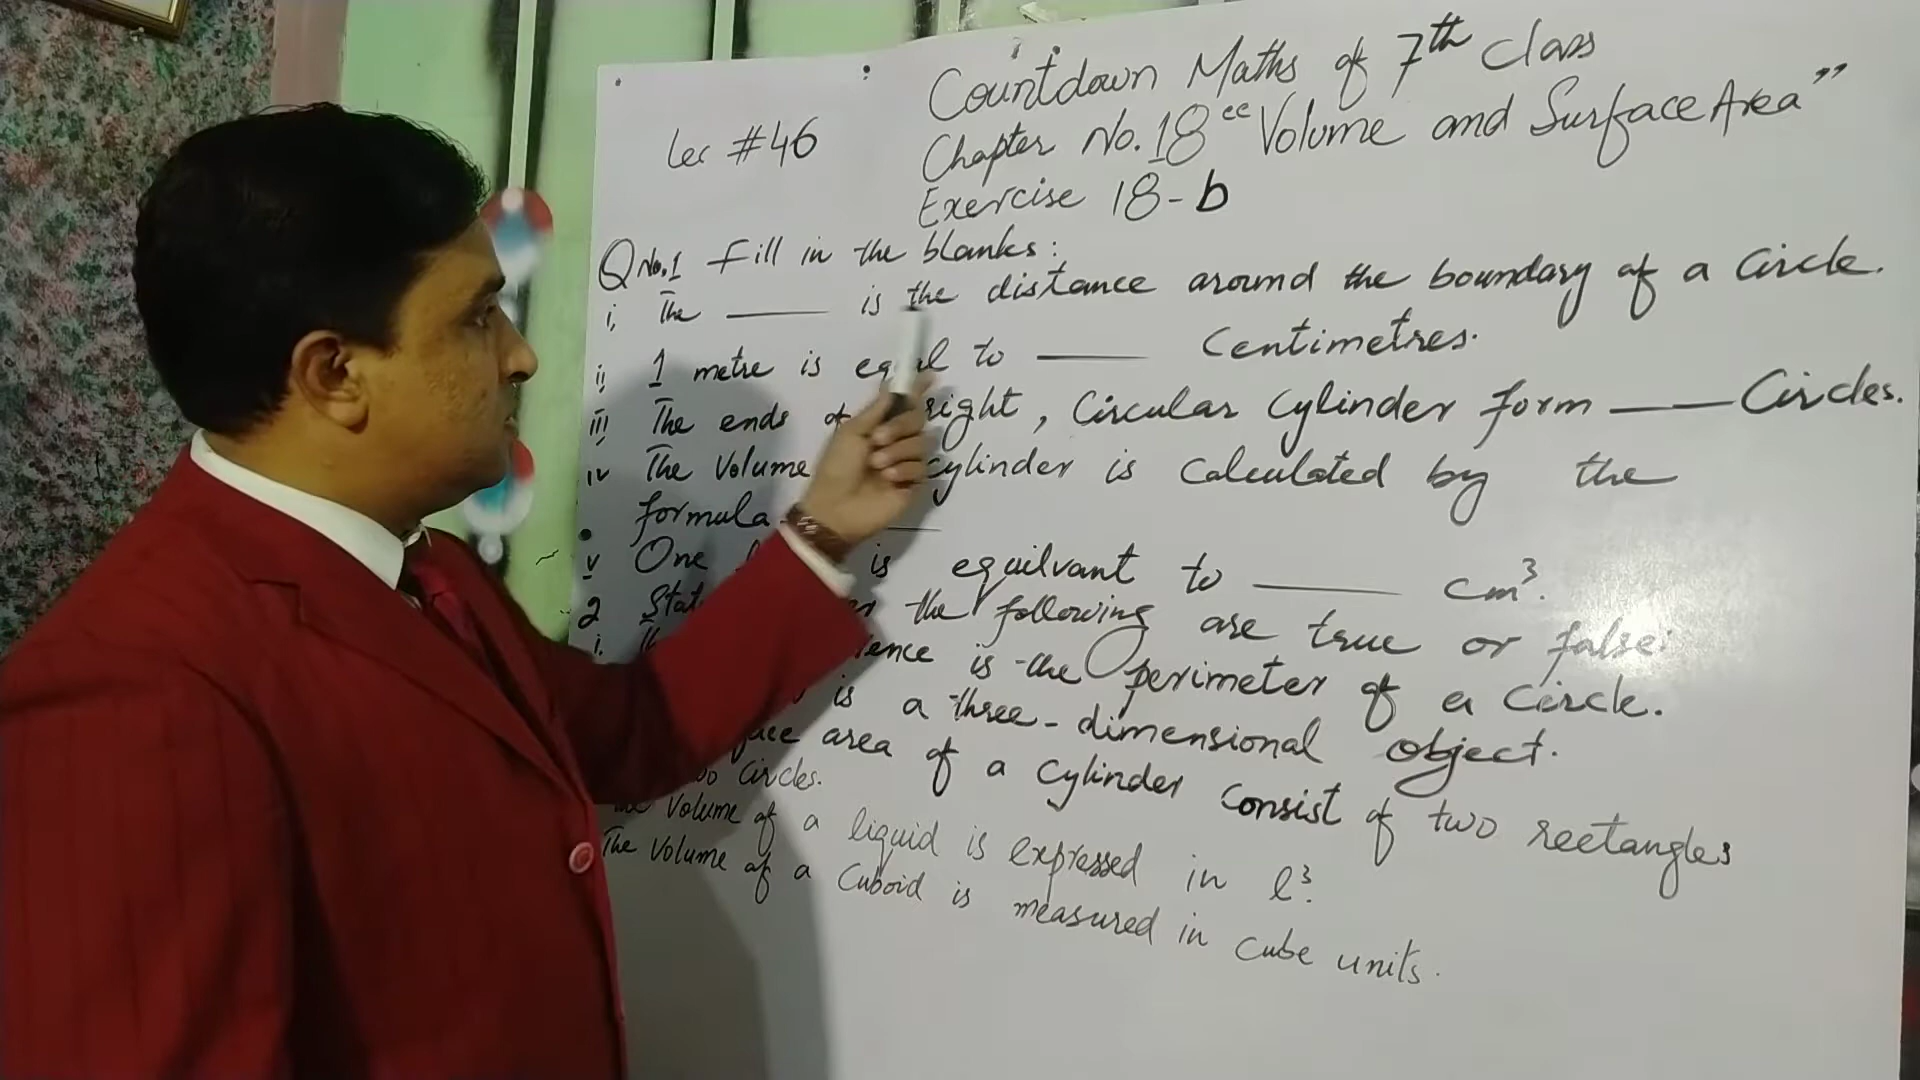 Countdown Maths of 7th Class
Lec #46
Chapter No.18 "Volume and Surface Area"
Exercise 18-b
Q No.1 Fill in the blanks:
i, The ____ is the distance around the boundary of a Circle.
ii, 1 metre is equal to ____ Centimetres.
iii, The ends of right, Circular Cylinder form ____ Circles.
iv The Volume cylinder is Calculated by the
formula ____
v One is equilvant to ____ cm³.
2 Stat the following are true or false:
i. ence is the perimeter of a Circle.
is a three-dimensional object.
face area of a Cylinder Consist of two rectangles
Circles.
Volume of a liquid is expressed in l³.
The Volume of a Cuboid is measured in cube units.